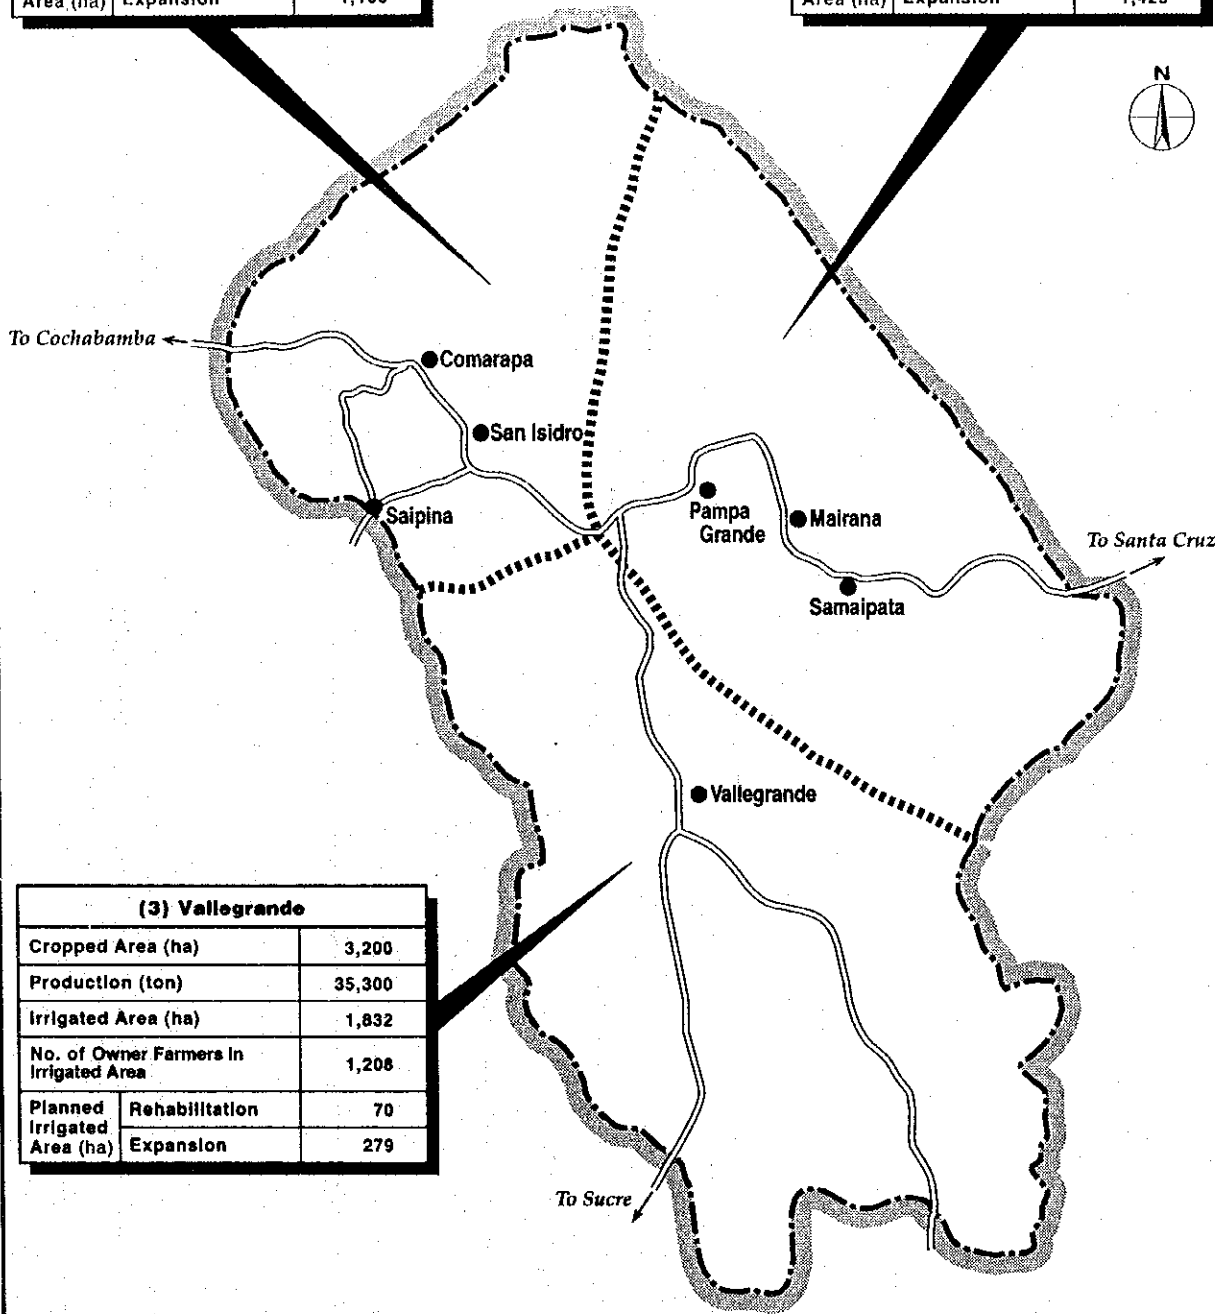 Area (ha) Expansion
Area (ha) Expansion
N
To Cochabamba
Comarapa
San Isidro
Saipina
Pampa
Grande
Mairana
To Santa Cruz
Samaipata
Vallegrande
(3) Vallegrande
Cropped Area (ha) 3,200
Production (ton) 35,300
Irrigated Area (ha) 1,832
No. of Owner Farmers In
Irrigated Area 1,208
Planned
Irrigated
Area (ha)
Rehabilitation 70
Expansion 279
To Sucre